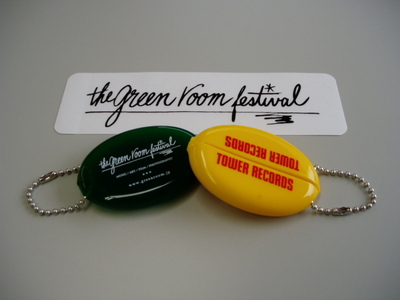 the green room festival
the green room festival
www.greenroom.jp
TOWER RECORDS
TOWER RECORDS